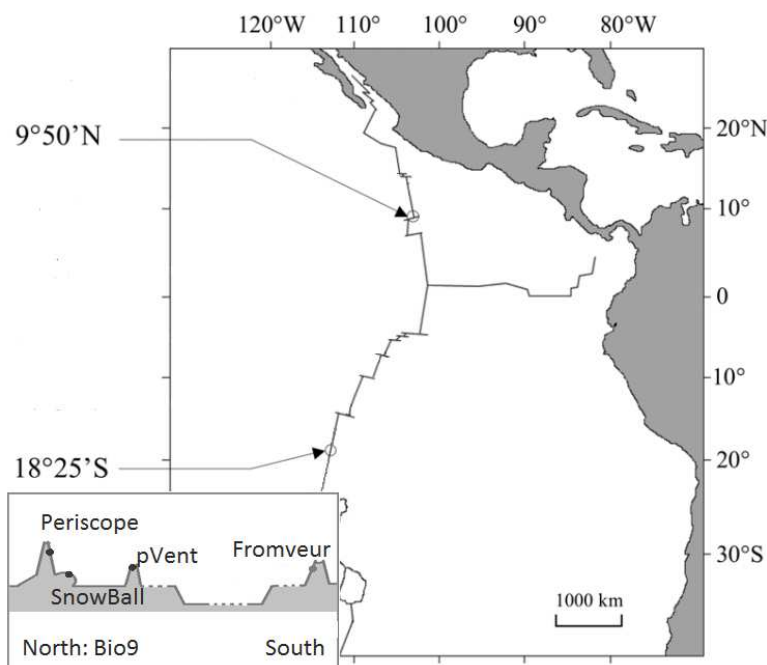 120°W 110° 100° 90° 80°W
9°50'N
20°N
10°
0
10°
18°25'S
20°
30°S
1000 km
Periscope
pVent
Fromveur
SnowBall
North: Bio9
South